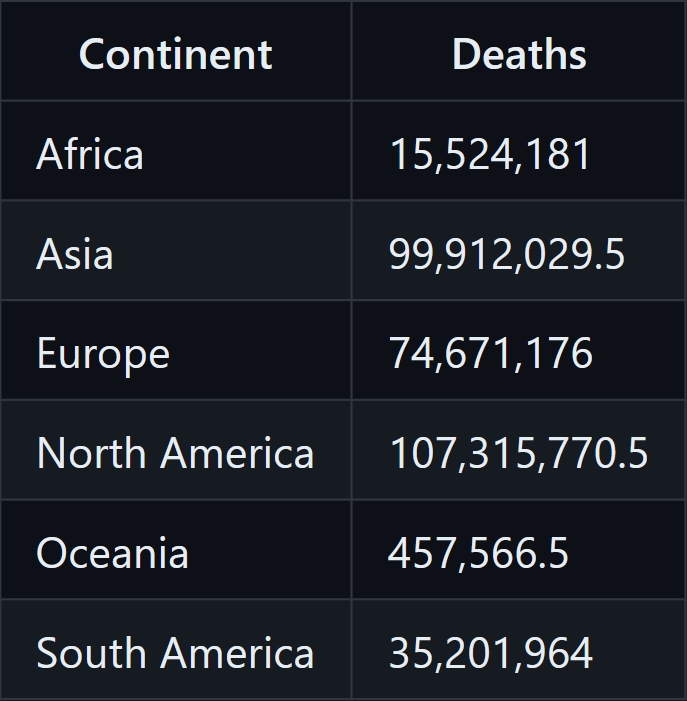 Continent Deaths
Africa 15,524,181
Asia 99,912,029.5
Europe 74,671,176
North America 107,315,770.5
Oceania 457,566.5
South America 35,201,964